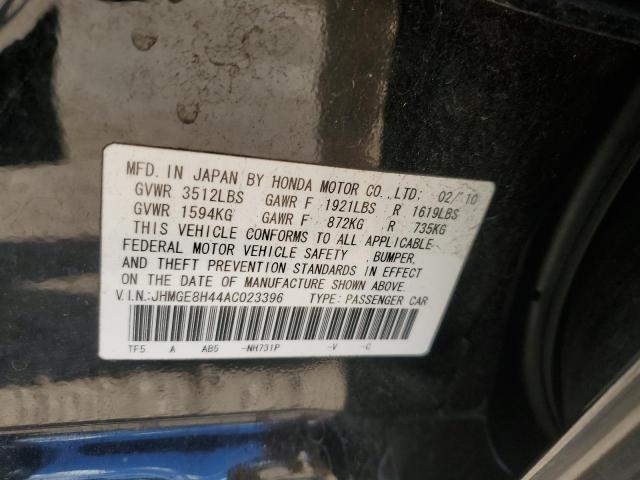 MFD. IN JAPAN BY HONDA MOTOR CO., LTD. 02/10
GVWR 3512LBS GAWR F 1921LBS R 1619LBS
GVWR 1594KG GAWR F 872KG R 735KG
THIS VEHICLE CONFORMS TO ALL APPLICABLE
FEDERAL MOTOR VEHICLE SAFETY , BUMPER,
AND THEFT PREVENTION STANDARDS IN EFFECT
ON THE DATE OF MANUFACTURE SHOWN ABOVE
V.I.N.:JHMGE8H44AC023396 TYPE: PASSENGER CAR
TF5 A AB5 -NH731P -V -C